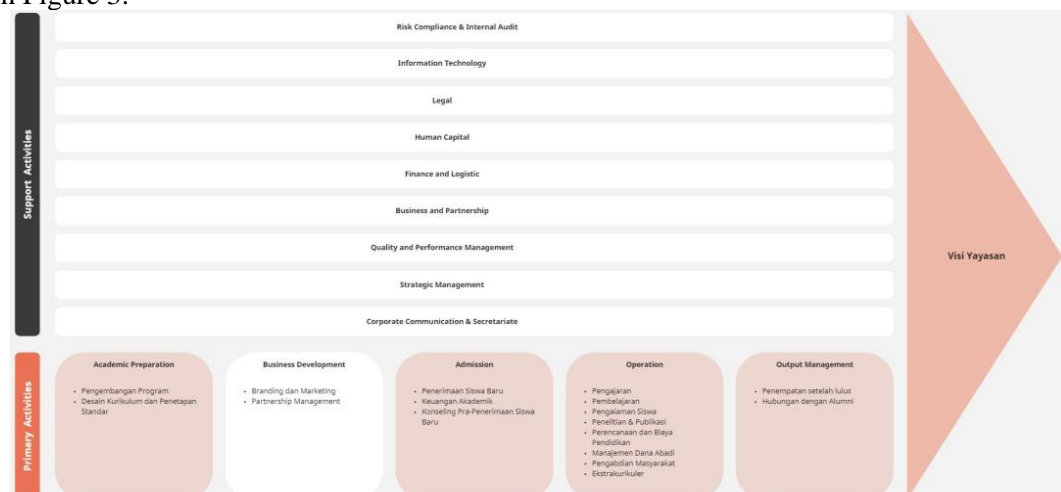 n Figure 3.
Support Activities
Risk Compliance & Internal Audit
Information Technology
Legal
Human Capital
Finance and Logistic
Business and Partnership
Quality and Performance Management
Strategic Management
Corporate Communication & Secretariate
Visi Yayasan
Primary Activities
Academic Preparation
• Pengembangan Program
• Desain Kurikulum dan Penetapan
Standar
Business Development
• Branding dan Marketing
• Partnership Management
Admission
• Penerimaan Siswa Baru
• Keuangan Akademik
• Konseling Pra-Penerimaan Siswa
Baru
Operation
• Pengajaran
• Pembelajaran
• Pengalaman Siswa
• Penelitian & Publikasi
• Perencanaan dan Biaya
Pendidikan
• Manajemen Dana Abadi
• Pengabdian Masyarakat
• Ekstrakurikuler
Output Management
• Penempatan setelah lulus
• Hubungan dengan Alumni